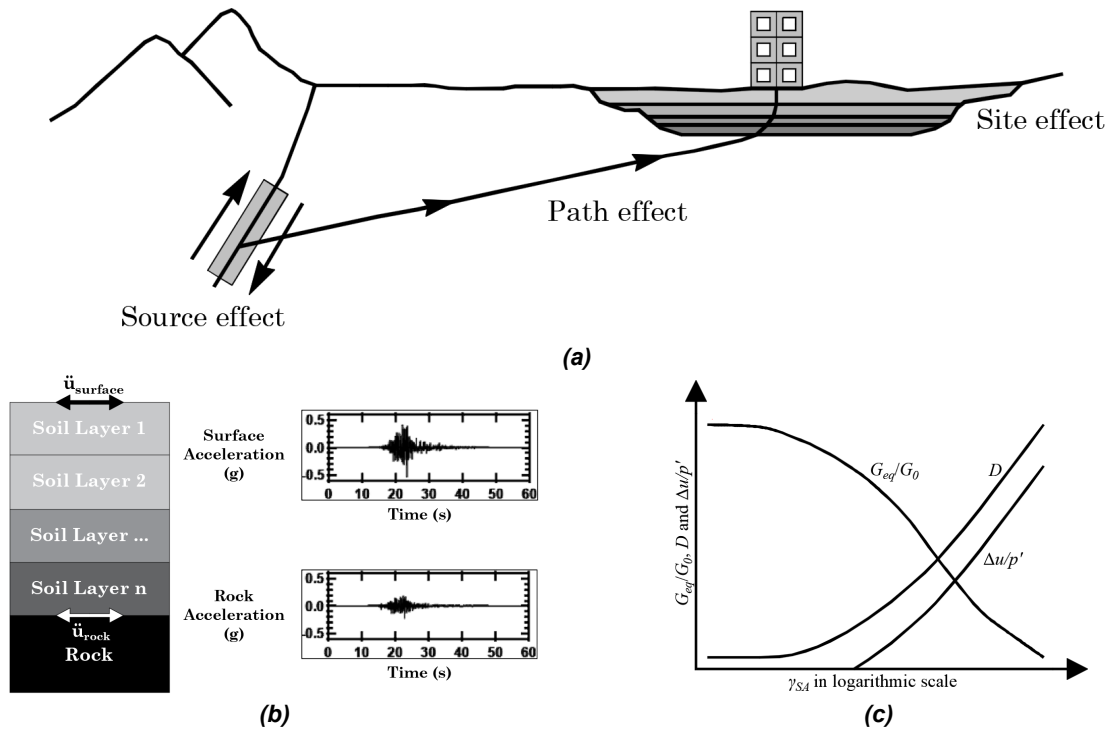 Site effect
Path effect
Source effect
(a)
ü_surface
Soil Layer 1
Soil Layer 2
Soil Layer ...
Soil Layer n
ü_rock
Rock
Surface
Acceleration
(g)
0.5
0.0
-0.5
0 10 20 30 40 50 60
Time (s)
Rock
Acceleration
(g)
0.5
0.0
-0.5
0 10 20 30 40 50 60
Time (s)
(b)
G_eq/G_0, D and Δu/p'
G_eq/G_0
D
Δu/p'
γ_SA in logarithmic scale
(c)